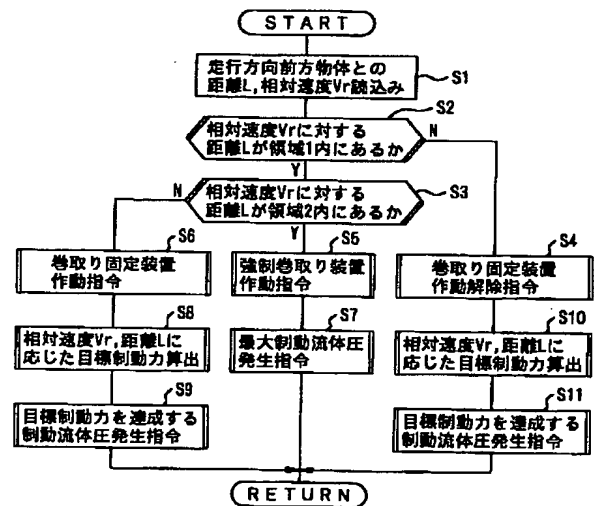 START
走行方向前方物体との
距離L,相対速度Vr読込み
S1
S2
相対速度Vrに対する
距離Lが領域1内にあるか
N
Y
S3
N
相対速度Vrに対する
距離Lが領域2内にあるか
Y
S6
巻取り固定装置
作動指令
S5
強制巻取り装置
作動指令
S4
巻取り固定装置
作動解除指令
S8
相対速度Vr,距離Lに
応じた目標制動力算出
S7
最大制動流体圧
発生指令
S10
相対速度Vr,距離Lに
応じた目標制動力算出
S9
目標制動力を達成する
制動流体圧発生指令
S11
目標制動力を達成する
制動流体圧発生指令
RETURN